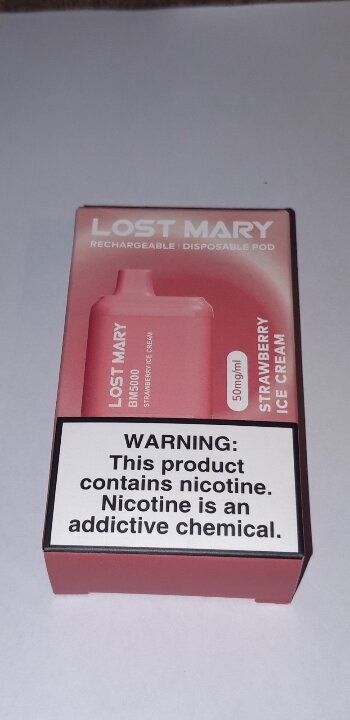 LOST MARY
RECHARGEABLE | DISPOSABLE POD
LOST MARY
BM5000
STRAWBERRY ICE CREAM
50mg/ml
STRAWBERRY
ICE CREAM
WARNING:
This product
contains nicotine.
Nicotine is an
addictive chemical.